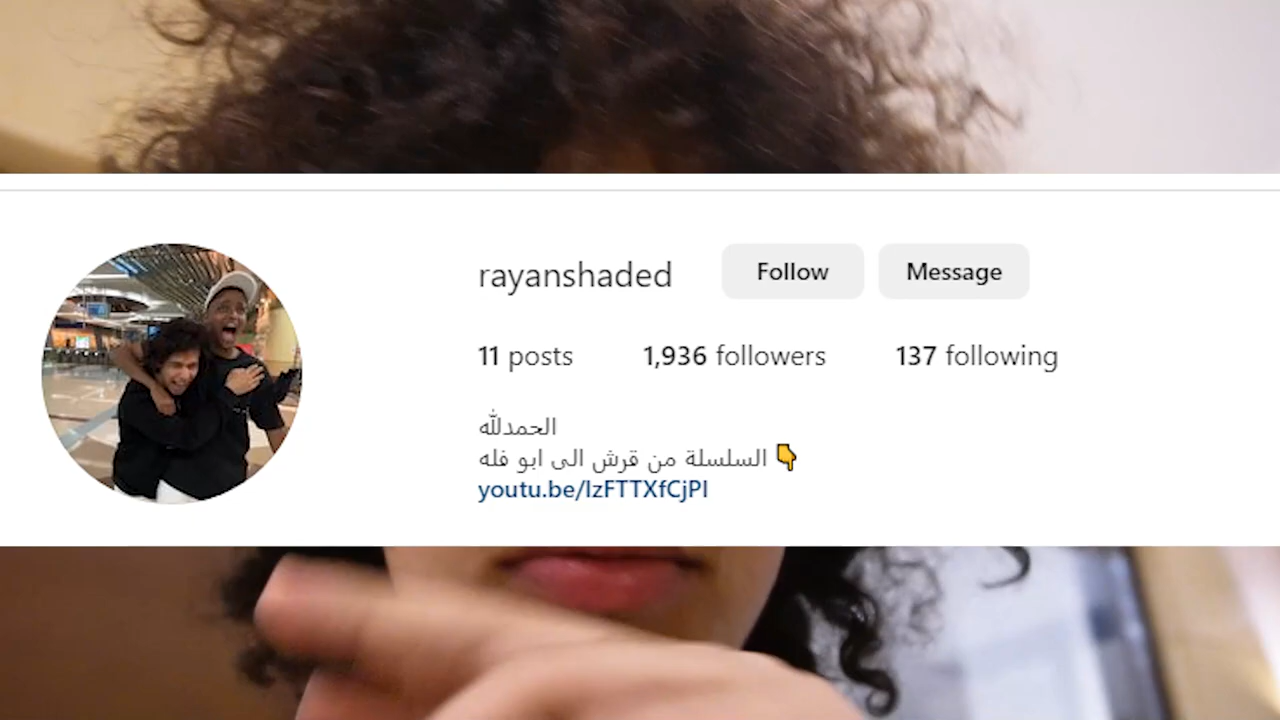 rayanshaded
Follow
Message
11 posts
1,936 followers
137 following
الحمدلله
السلسلة من قرش الى ابو فله 👇
youtu.be/IzFTTXfCjPI